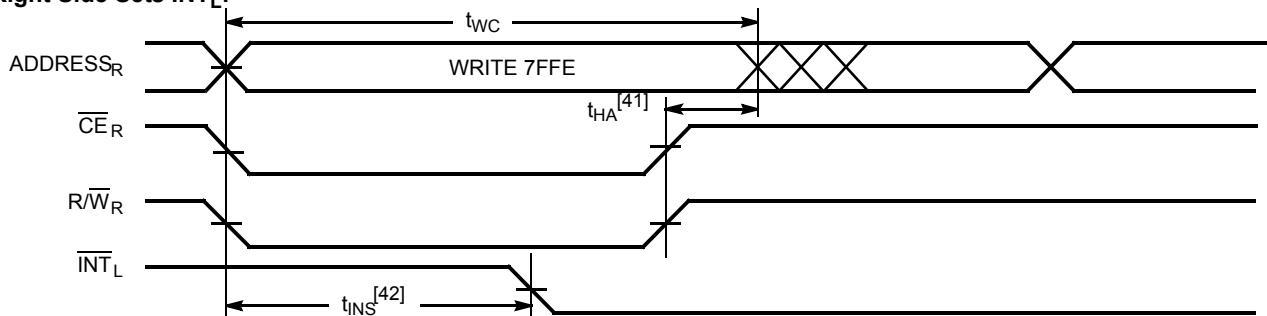 Right Side Sets INTL:
tWC
ADDRESSR
WRITE 7FFE
tHA[41]
CER
R/WR
INTL
tINS[42]